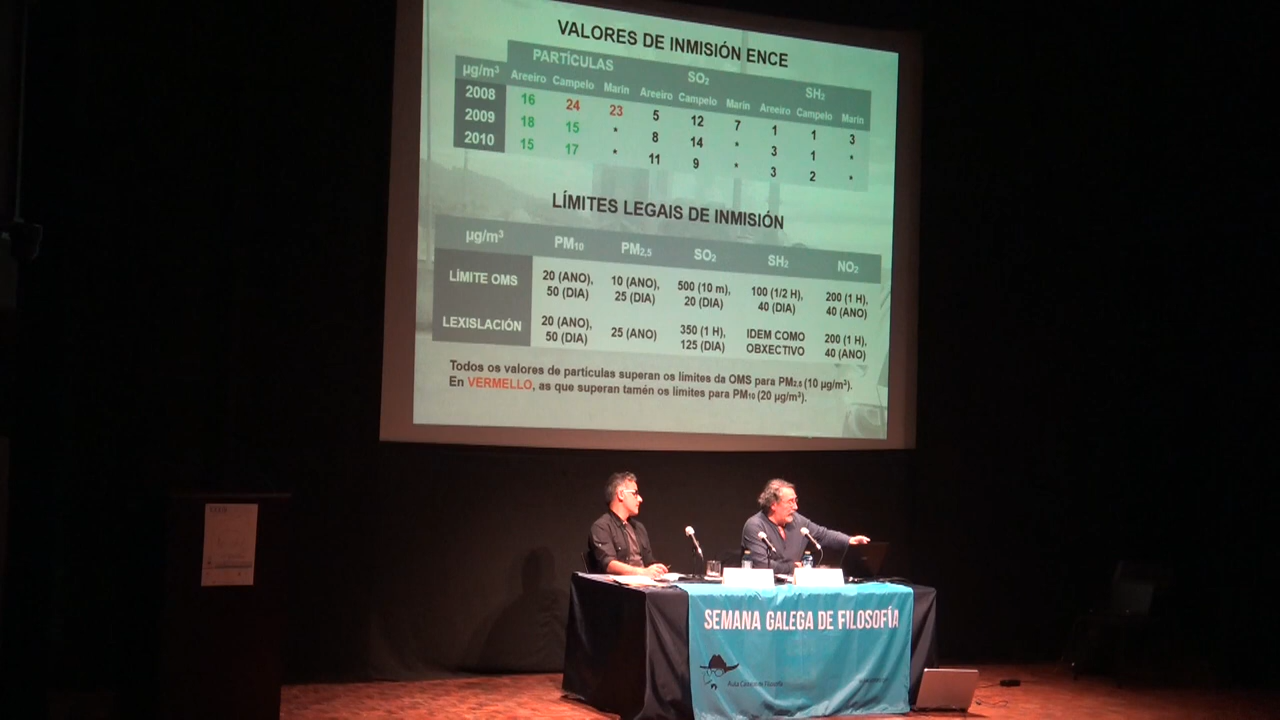 VALORES DE INMISIÓN ENCE
µg/m³ PARTÍCULAS SO₂ SH₂
Areeiro Campelo Marín Areeiro Campelo Marín Areeiro Campelo Marín
2008 16 24 23 5 12 7 1 1 3
2009 18 15 * 8 14 * 3 1 *
2010 15 17 * 11 9 * 3 2 *
LÍMITES LEGAIS DE INMISIÓN
µg/m³ PM₁₀ PM₂,₅ SO₂ SH₂ NO₂
LÍMITE OMS 20 (ANO), 10 (ANO), 500 (10 m), 100 (1/2 H), 200 (1 H),
50 (DIA) 25 (DIA) 20 (DIA) 40 (DIA) 40 (ANO)
LEXISLACIÓN 20 (ANO), 25 (ANO) 350 (1 H), IDEM COMO 200 (1 H),
50 (DIA) 125 (DIA) OBXECTIVO 40 (ANO)
Todos os valores de partículas superan os límites da OMS para PM₂,₅ (10 µg/m³).
En VERMELLO, as que superan tamén os límites para PM₁₀ (20 µg/m³).
SEMANA GALEGA DE FILOSOFÍA
Aula Castelao de Filosofía